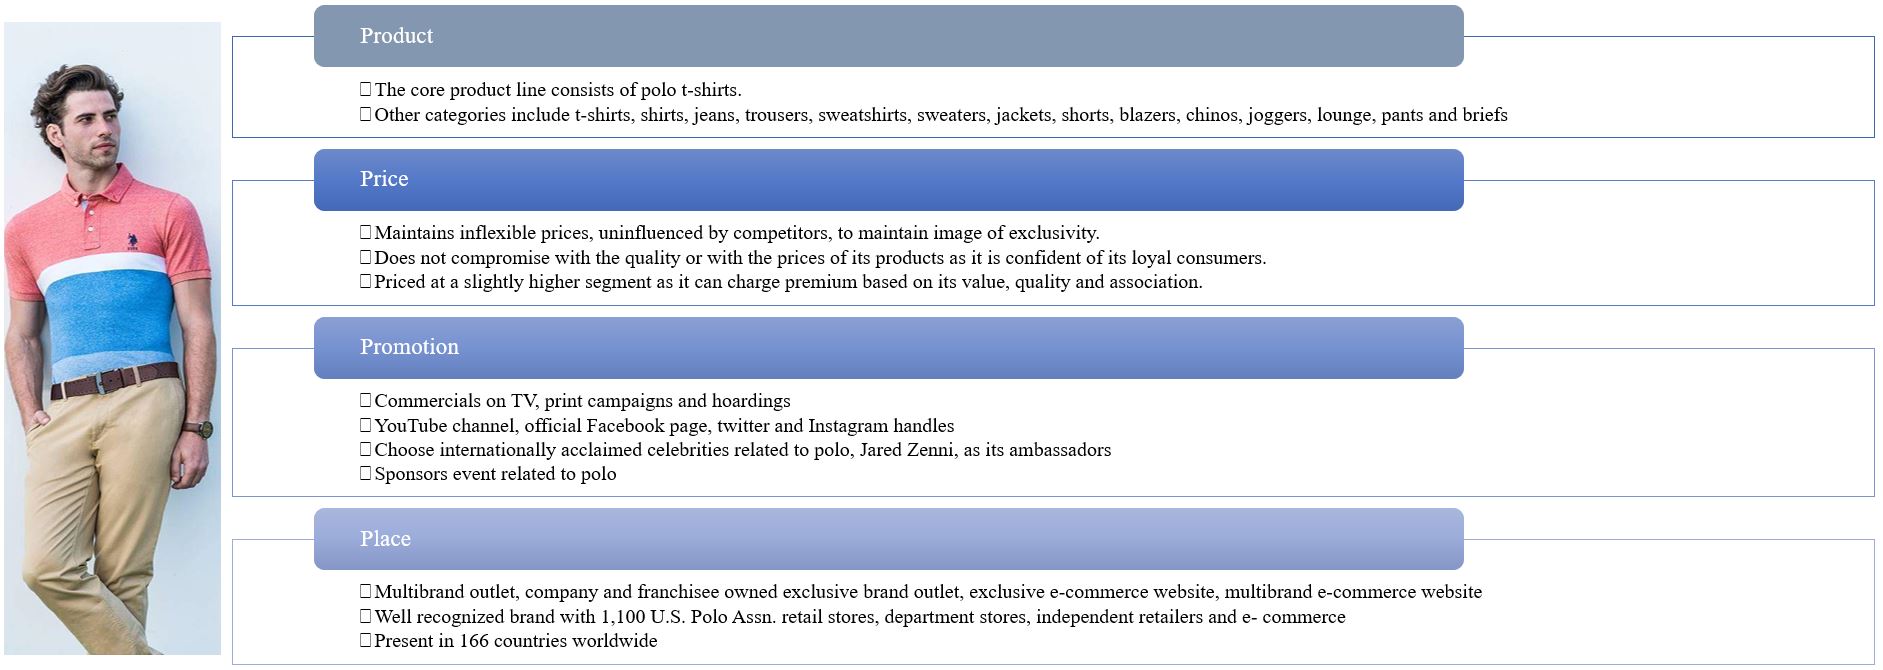 Product
The core product line consists of polo t-shirts.
Other categories include t-shirts, shirts, jeans, trousers, sweatshirts, sweaters, jackets, shorts, blazers, chinos, joggers, lounge, pants and briefs
Price
Maintains inflexible prices, uninfluenced by competitors, to maintain image of exclusivity.
Does not compromise with the quality or with the prices of its products as it is confident of its loyal consumers.
Priced at a slightly higher segment as it can charge premium based on its value, quality and association.
Promotion
Commercials on TV, print campaigns and hoardings
YouTube channel, official Facebook page, twitter and Instagram handles
Choose internationally acclaimed celebrities related to polo, Jared Zenni, as its ambassadors
Sponsors event related to polo
Place
Multibrand outlet, company and franchisee owned exclusive brand outlet, exclusive e-commerce website, multibrand e-commerce website
Well recognized brand with 1,100 U.S. Polo Assn. retail stores, department stores, independent retailers and e- commerce
Present in 166 countries worldwide